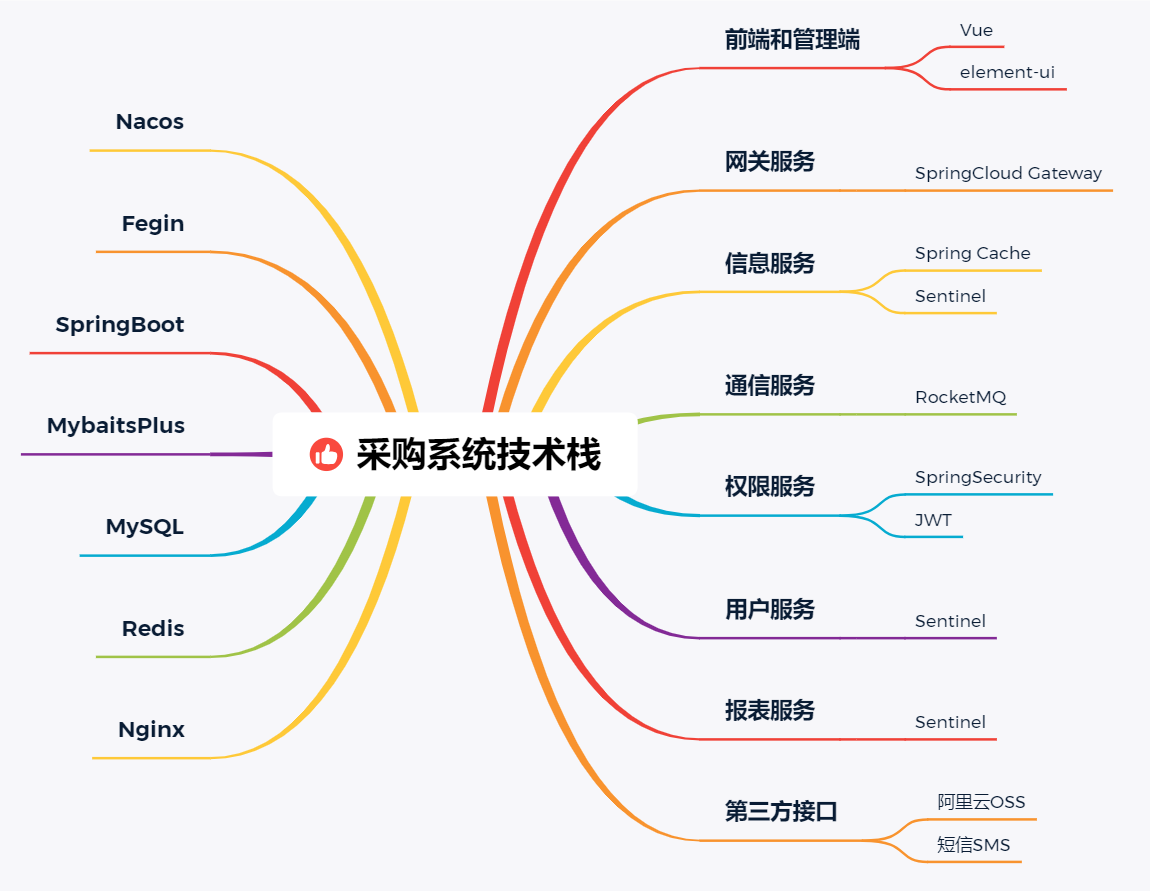 采购系统技术栈
前端和管理端
Vue
element-ui
网关服务
SpringCloud Gateway
信息服务
Spring Cache
Sentinel
通信服务
RocketMQ
权限服务
SpringSecurity
JWT
用户服务
Sentinel
报表服务
Sentinel
第三方接口
阿里云OSS
短信SMS
Nacos
Fegin
SpringBoot
MybaitsPlus
MySQL
Redis
Nginx